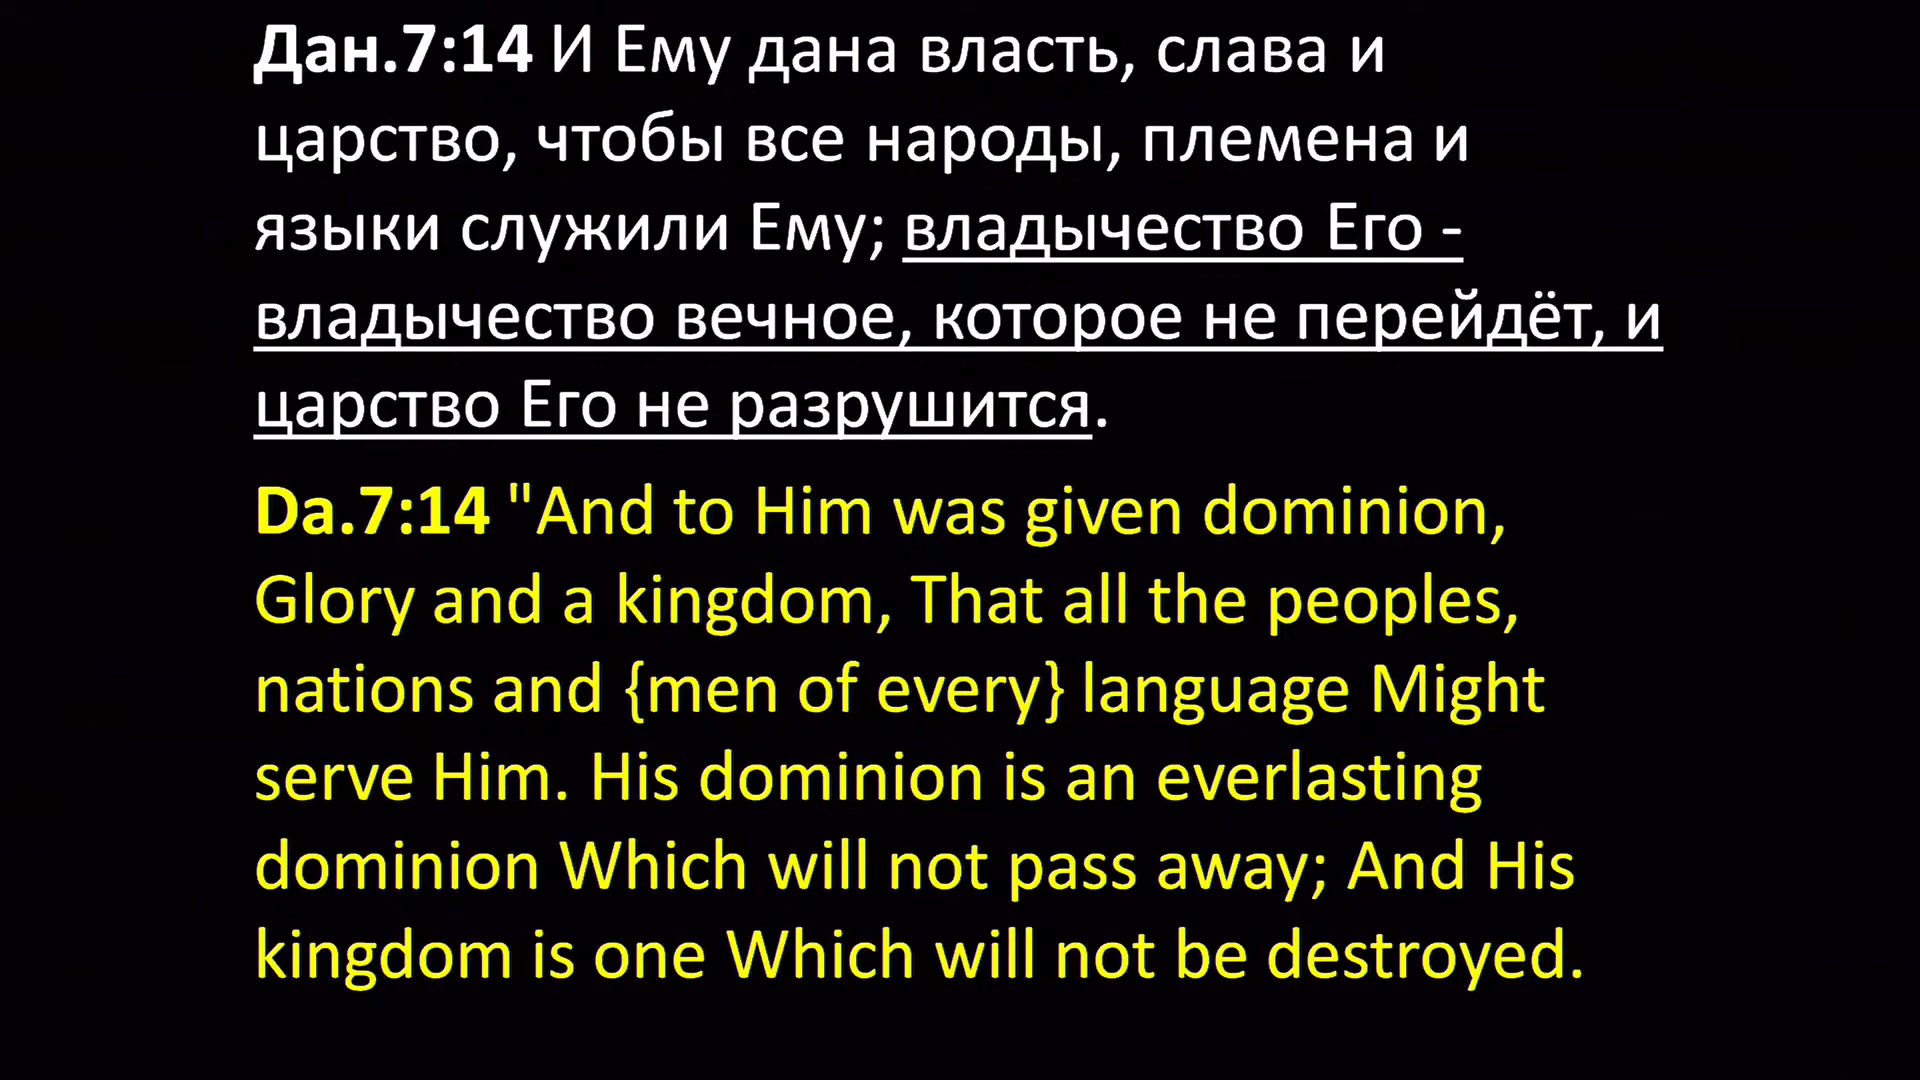 Дан.7:14 И Ему дана власть, слава и
царство, чтобы все народы, племена и
языки служили Ему; владычество Его -
владычество вечное, которое не перейдёт, и
царство Его не разрушится.
Da.7:14 "And to Him was given dominion,
Glory and a kingdom, That all the peoples,
nations and {men of every} language Might
serve Him. His dominion is an everlasting
dominion Which will not pass away; And His
kingdom is one Which will not be destroyed.